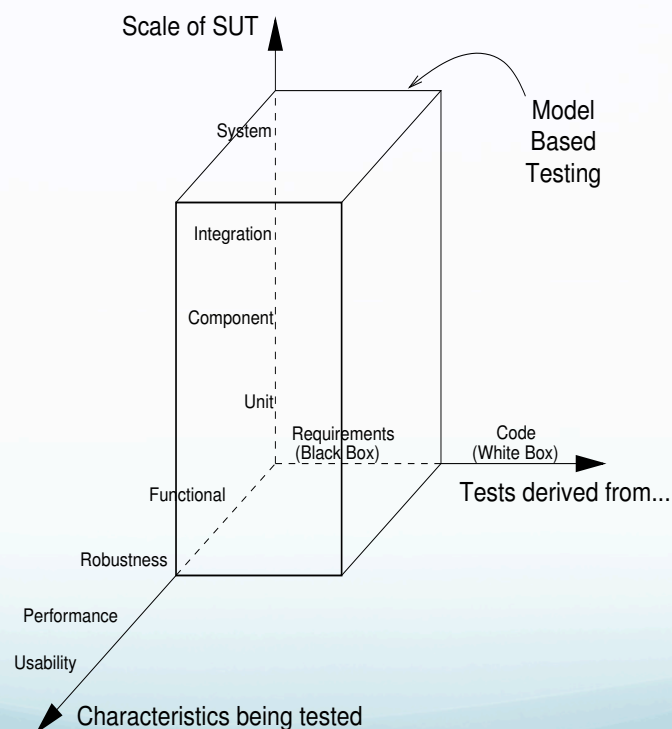 Scale of SUT
System
Model
Based
Testing
Integration
Component
Unit
Requirements
(Black Box)
Code
(White Box)
Functional
Tests derived from...
Robustness
Performance
Usability
Characteristics being tested